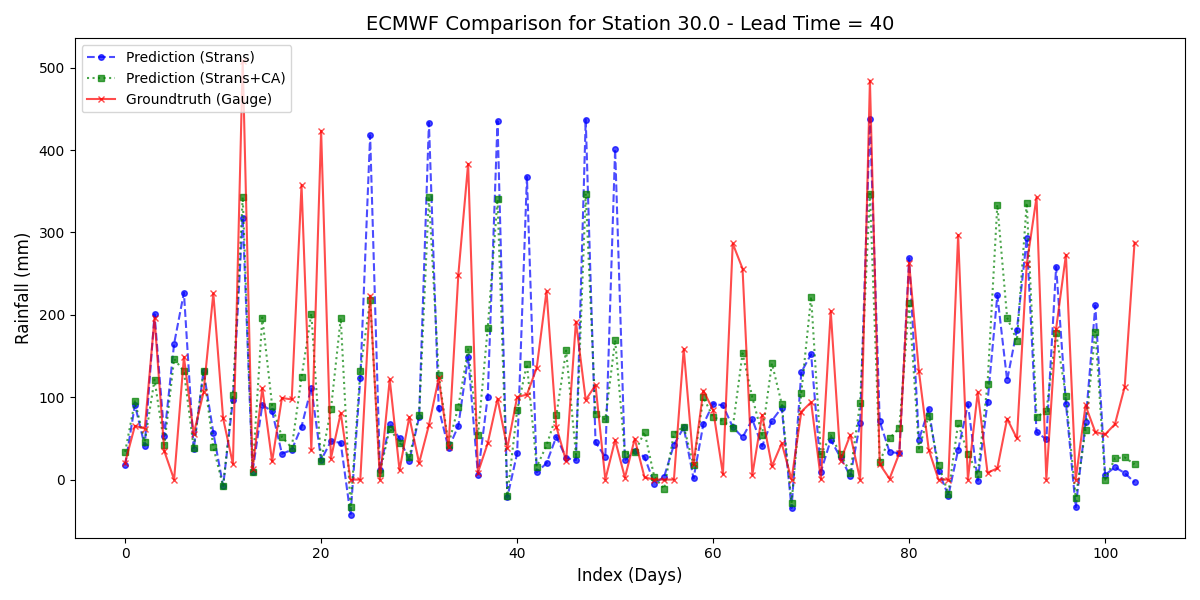 ECMWF Comparison for Station 30.0 - Lead Time = 40
Prediction (Strans)
Prediction (Strans+CA)
Groundtruth (Gauge)
500
400
300
200
100
0
Rainfall (mm)
0 20 40 60 80 100
Index (Days)